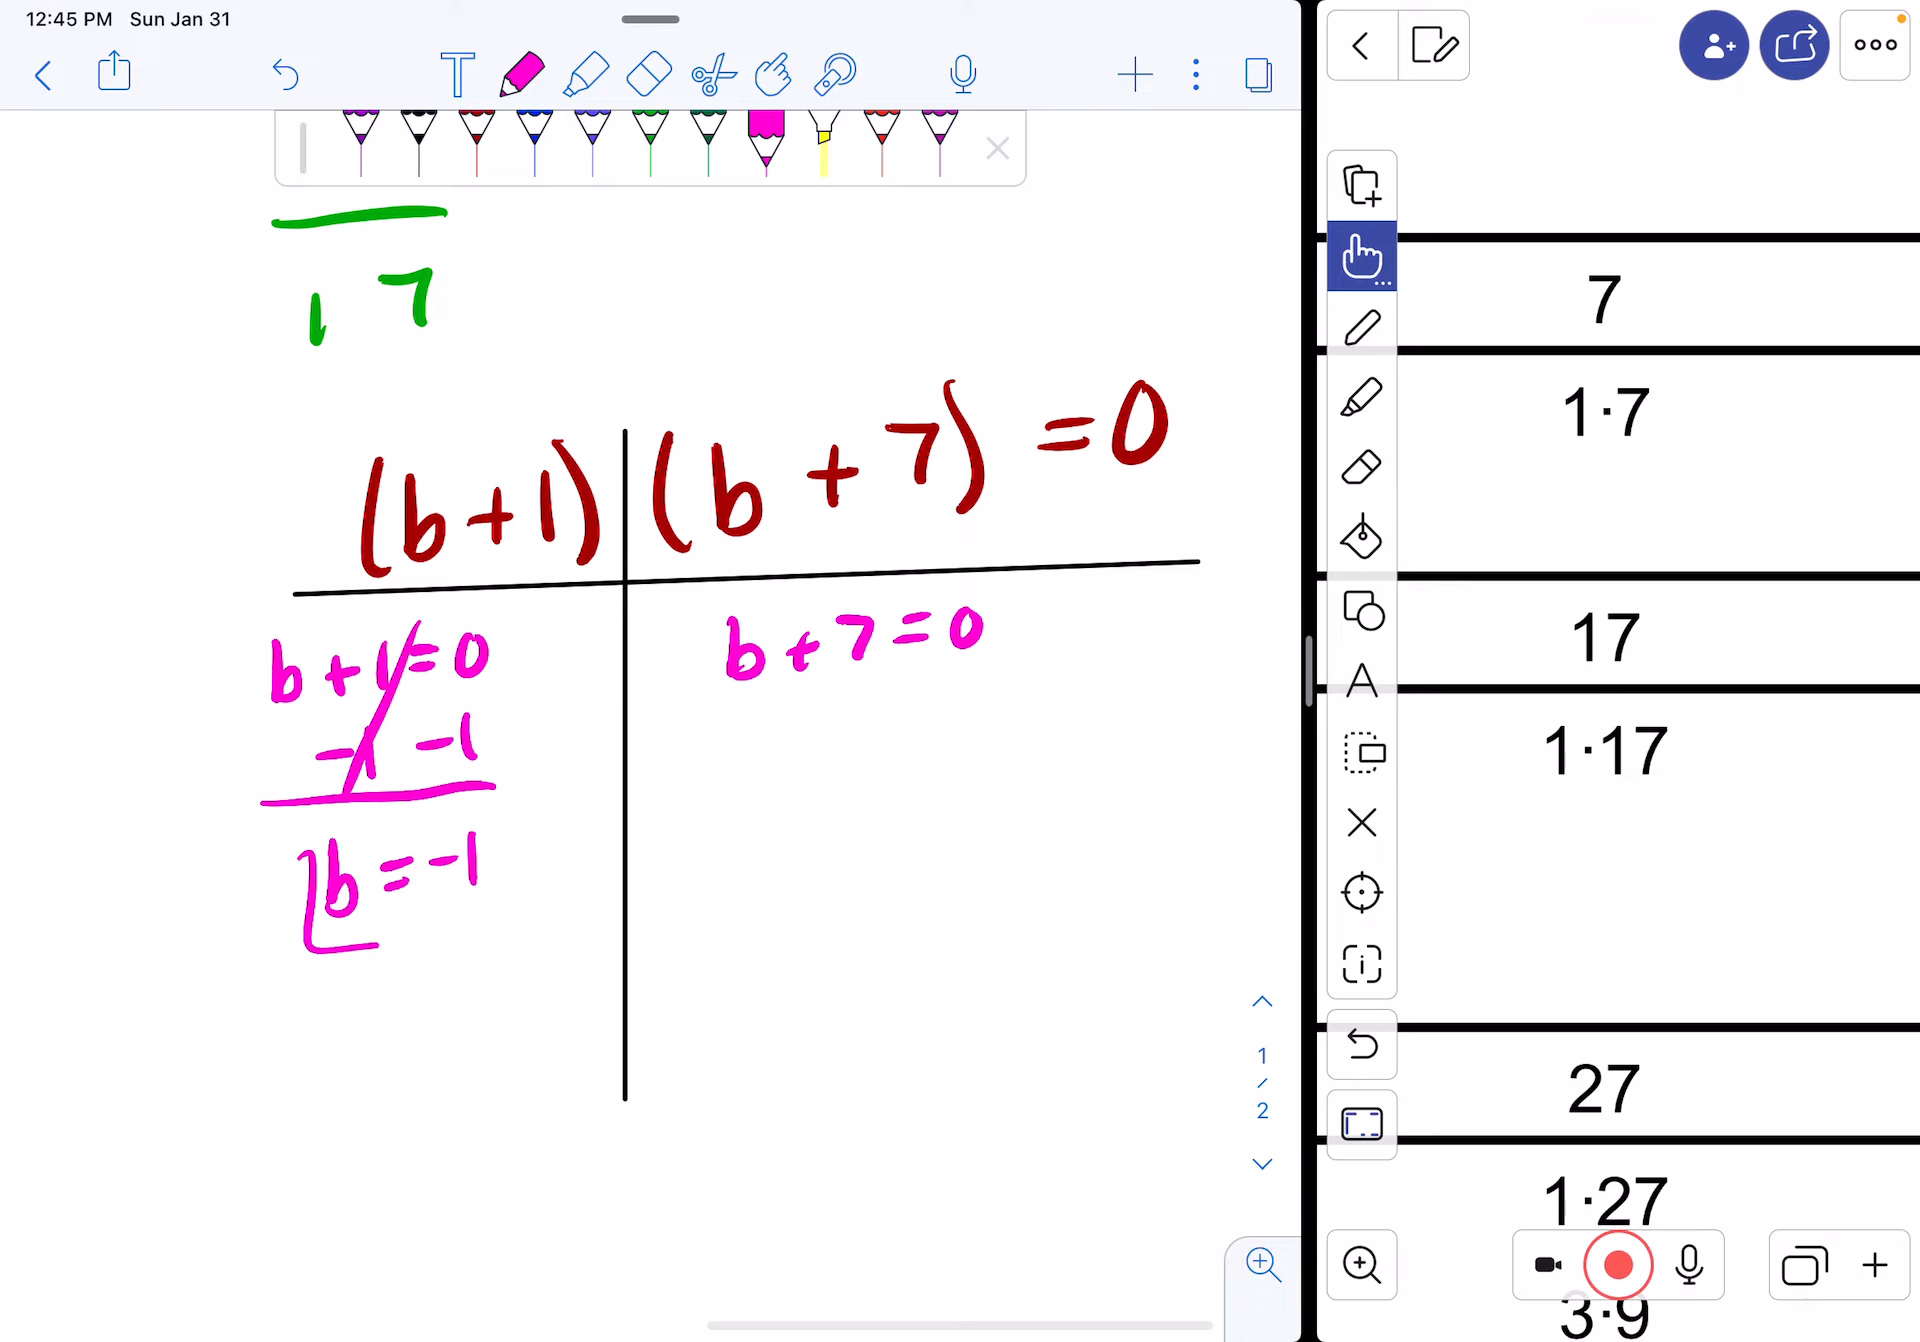 12:45 PM Sun Jan 31
T
1 7
(b+1) (b + 7) = 0
b+1=0
-1 -1
b = -1
b + 7 = 0
1
/
2
7
1·7
17
A
1·17
27
1·27
3·9